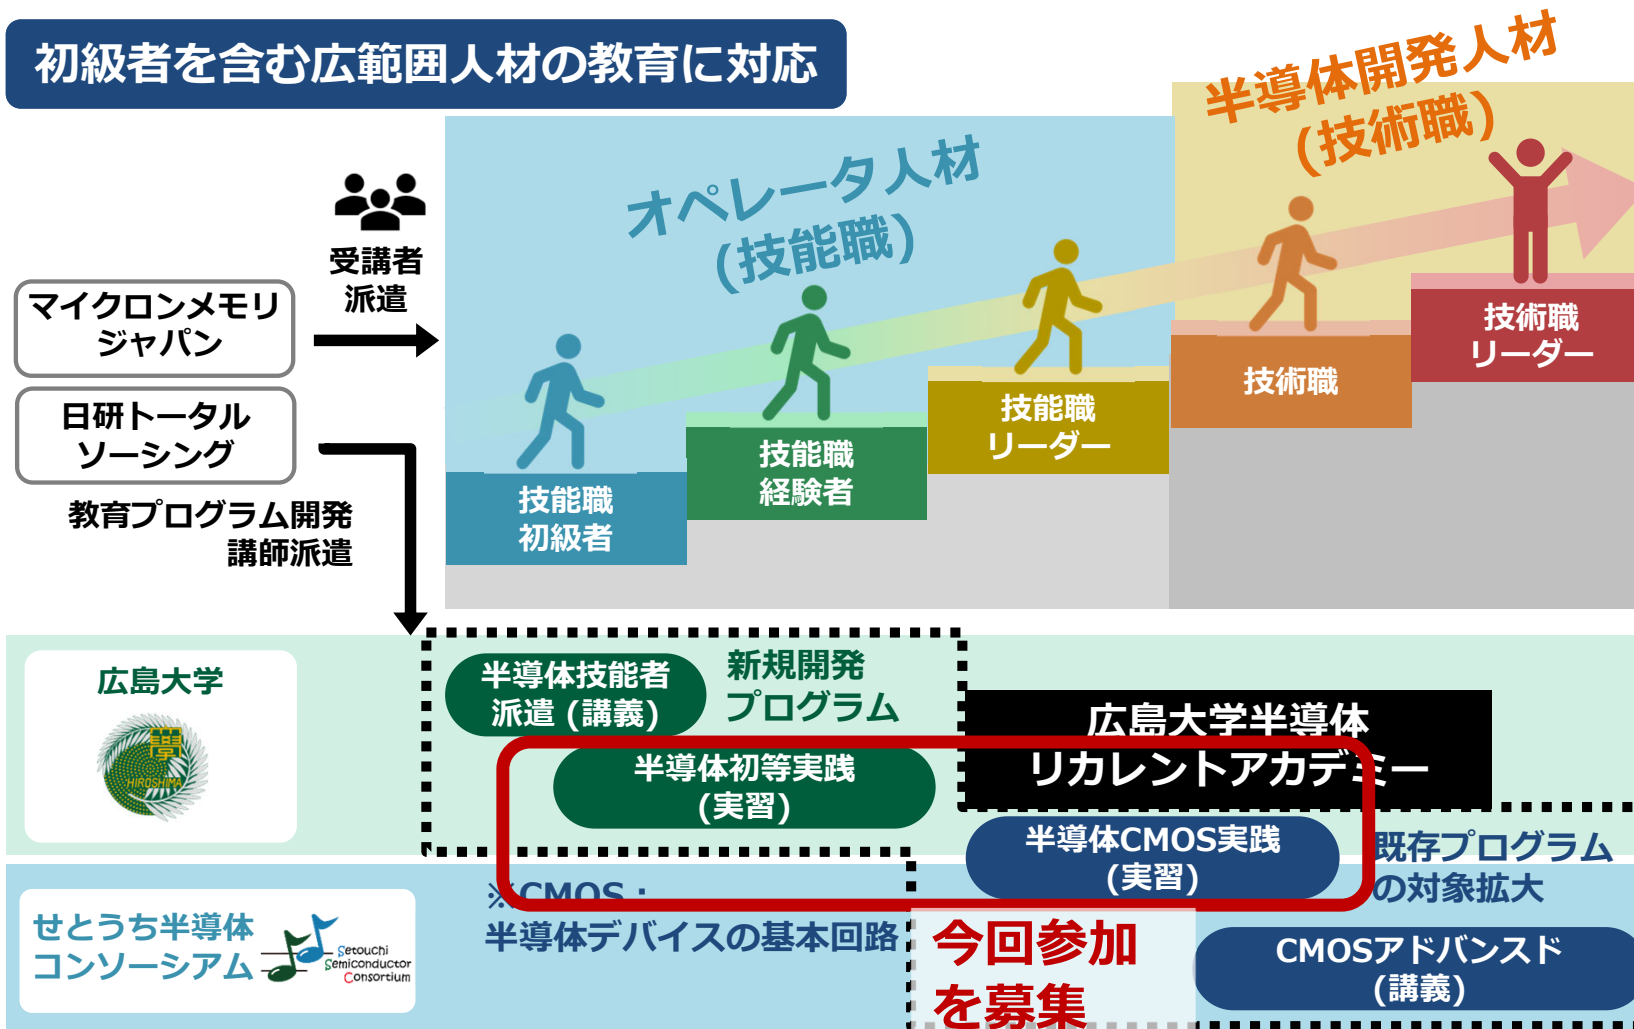 初級者を含む広範囲人材の教育に対応
半導体開発人材
(技術職)
オペレータ人材
(技能職)
受講者
派遣
マイクロンメモリ
ジャパン
日研トータル
ソーシング
教育プログラム開発
講師派遣
技能職
初級者
技能職
経験者
技能職
リーダー
技術職
技術職
リーダー
広島大学
學
HIROSHIMA
半導体技能者
派遣 (講義)
新規開発
プログラム
半導体初等実践
(実習)
広島大学半導体
リカレントアカデミー
半導体CMOS実践
(実習)
既存プログラム
の対象拡大
せとうち半導体
コンソーシアム
Setouchi
Semiconductor
Consortium
※CMOS：
半導体デバイスの基本回路
今回参加
を募集
CMOSアドバンスド
(講義)